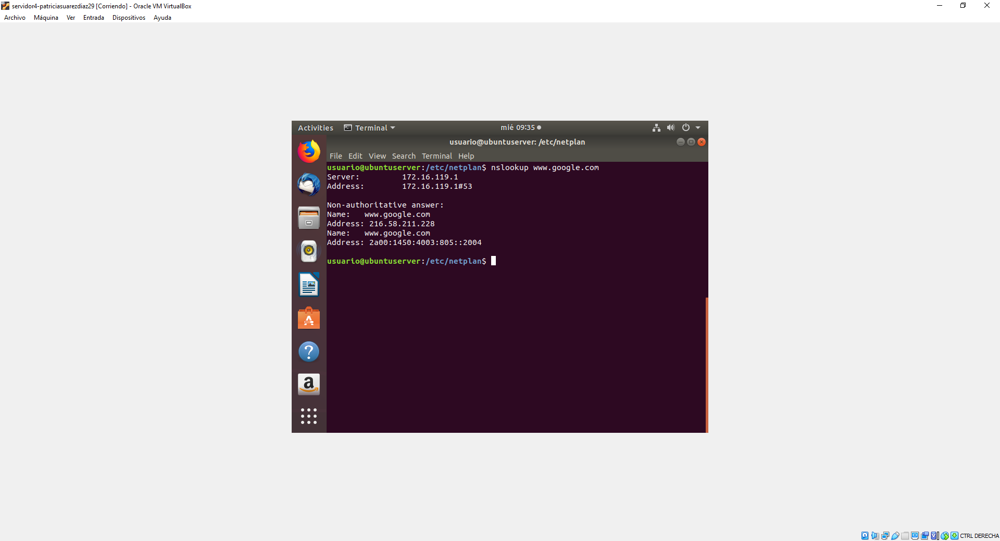 servidor4-patriciasuarezdiaz29 [Corriendo] - Oracle VM VirtualBox
Archivo Máquina Ver Entrada Dispositivos Ayuda
Activities Terminal mié 09:35
usuario@ubuntuserver: /etc/netplan
File Edit View Search Terminal Help
usuario@ubuntuserver:/etc/netplan$ nslookup www.google.com
Server: 172.16.119.1
Address: 172.16.119.1#53
Non-authoritative answer:
Name: www.google.com
Address: 216.58.211.228
Name: www.google.com
Address: 2a00:1450:4003:805::2004
usuario@ubuntuserver:/etc/netplan$
CTRL DERECHA